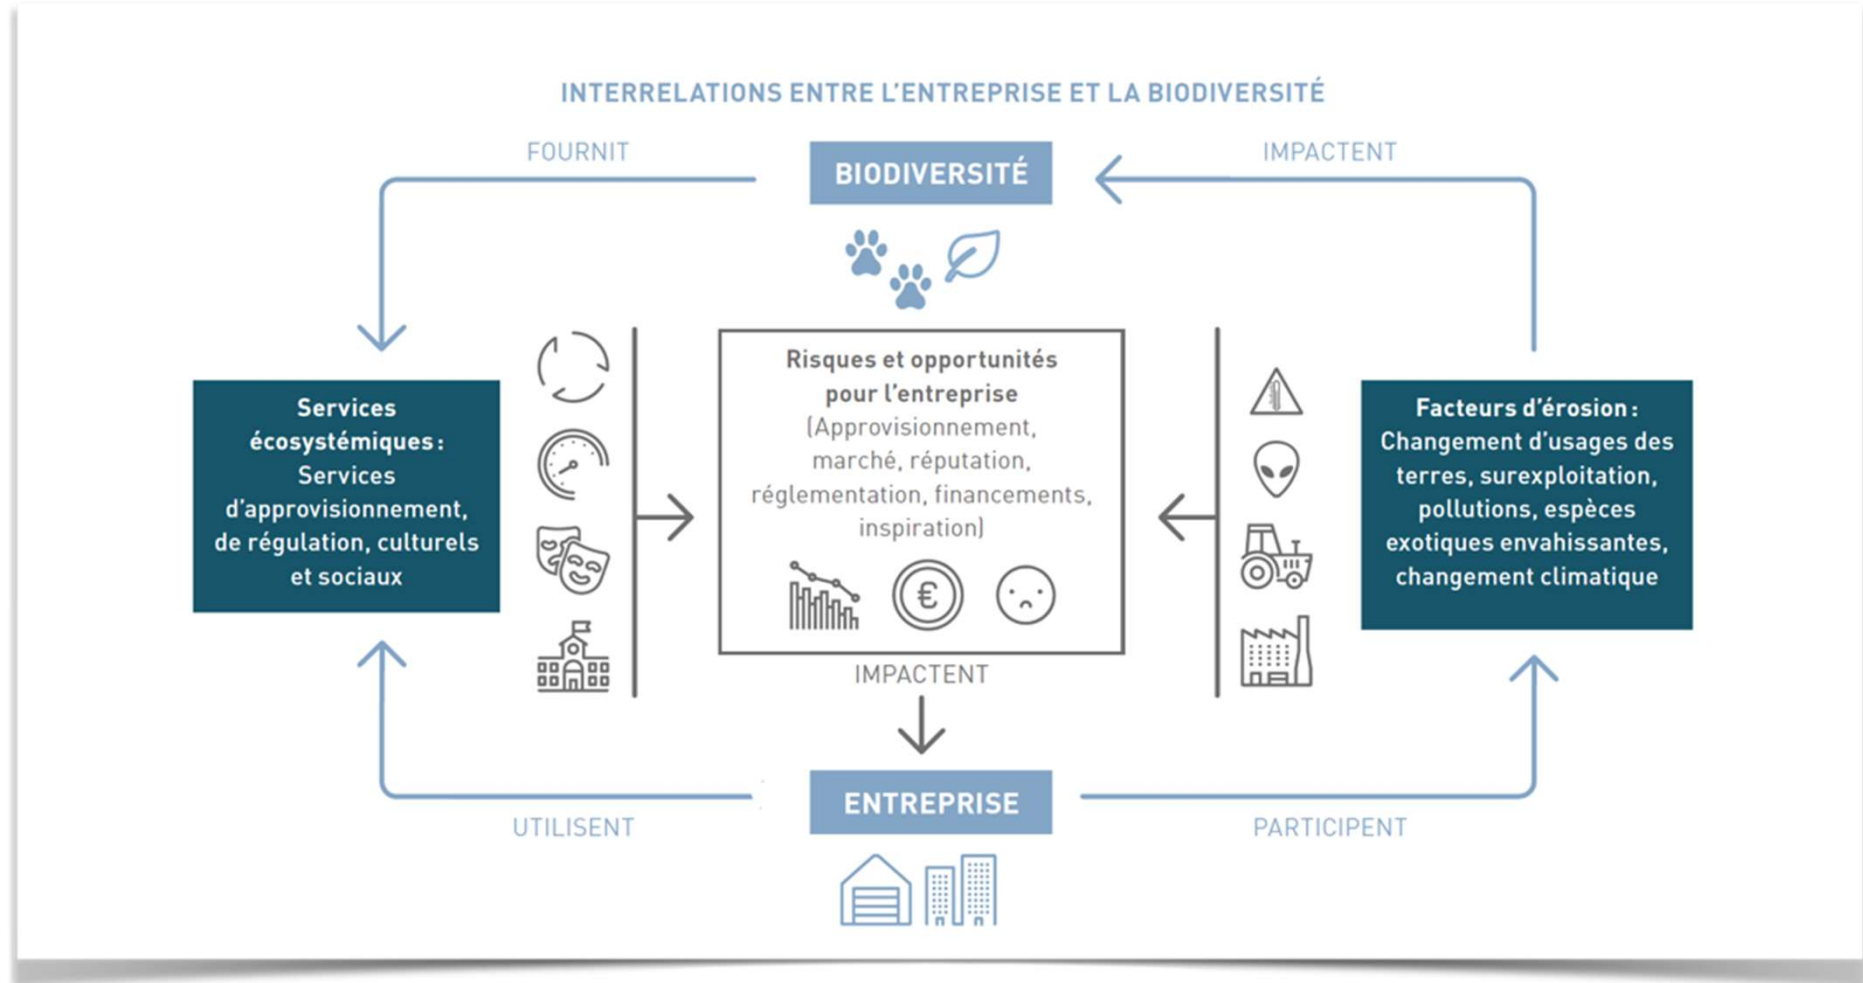 INTERRELATIONS ENTRE L'ENTREPRISE ET LA BIODIVERSITÉ
FOURNIT
BIODIVERSITÉ
IMPACTENT
Services
écosystémiques :
Services
d'approvisionnement,
de régulation, culturels
et sociaux
Risques et opportunités
pour l'entreprise
(Approvisionnement,
marché, réputation,
réglementation, financements,
inspiration)
€
IMPACTENT
Facteurs d'érosion :
Changement d'usages des
terres, surexploitation,
pollutions, espèces
exotiques envahissantes,
changement climatique
UTILISENT
ENTREPRISE
PARTICIPENT